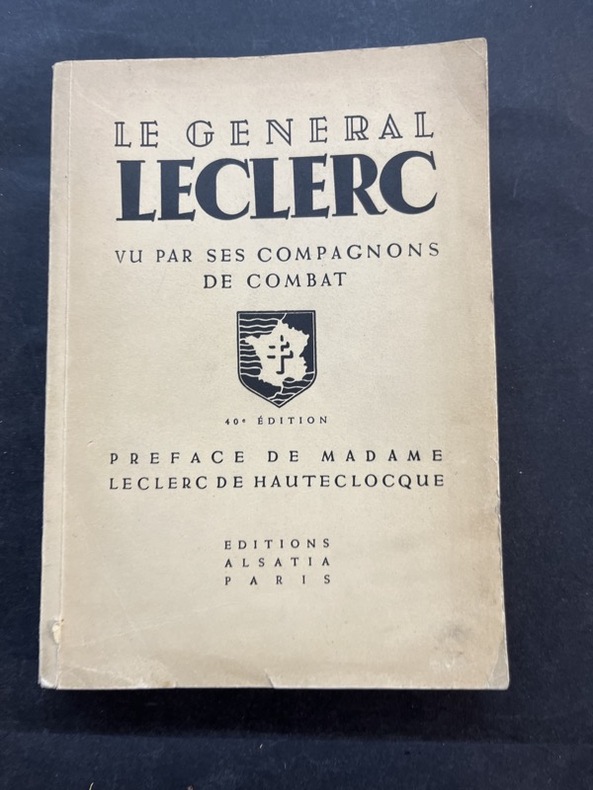 LE GENERAL
LECLERC
VU PAR SES COMPAGNONS
DE COMBAT
40e ÉDITION
PREFACE DE MADAME
LECLERC DE HAUTECLOCQUE
EDITIONS
ALSATIA
PARIS